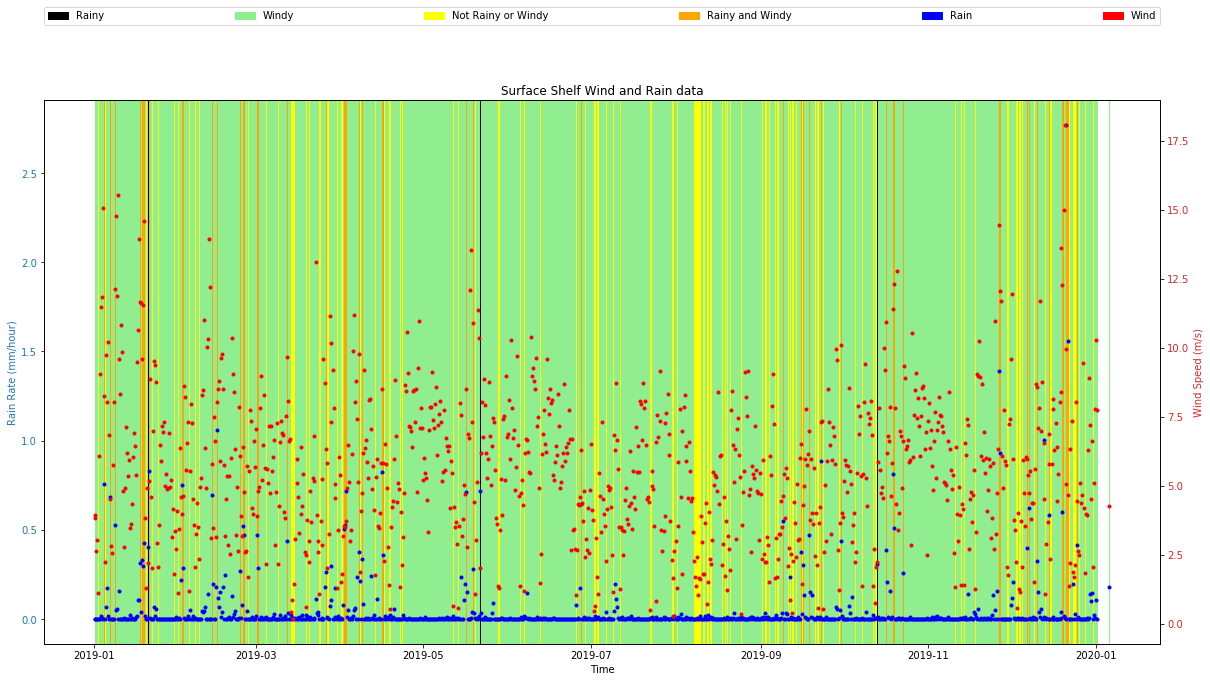 Rainy Windy Not Rainy or Windy Rainy and Windy Rain Wind
Surface Shelf Wind and Rain data
Rain Rate (mm/hour)
2.5
2.0
1.5
1.0
0.5
0.0
17.5
15.0
12.5
10.0
7.5
5.0
2.5
0.0
Wind Speed (m/s)
2019-01 2019-03 2019-05 2019-07 2019-09 2019-11 2020-01
Time